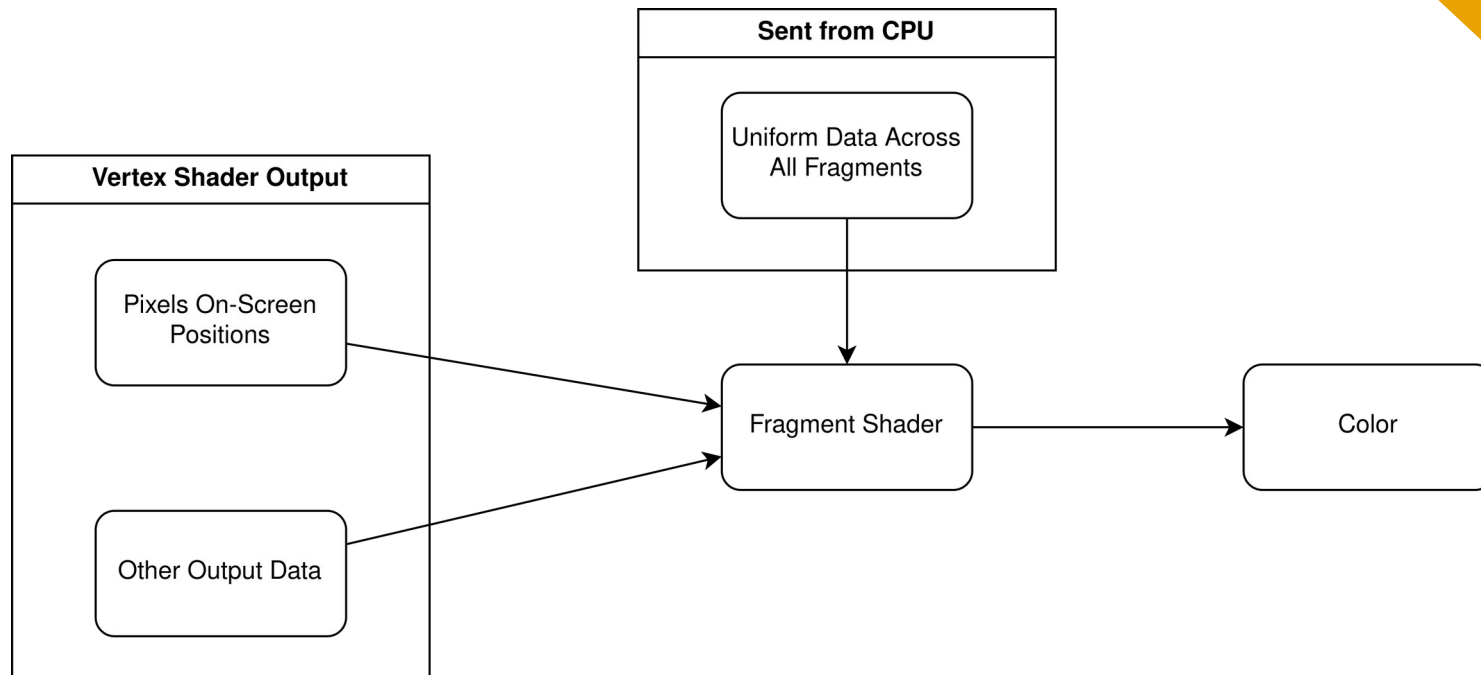 Sent from CPU
Uniform Data Across
All Fragments
Vertex Shader Output
Pixels On-Screen
Positions
Fragment Shader
Color
Other Output Data